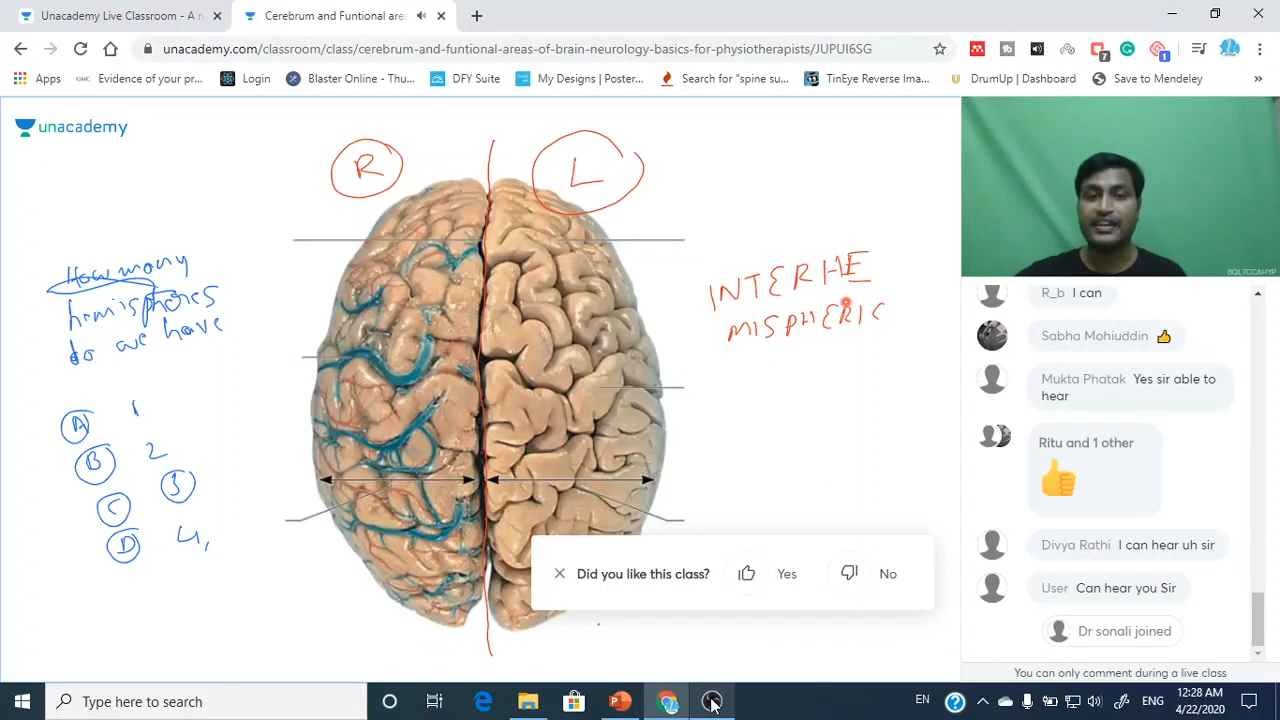 Unacademy Live Classroom - A n
Cerebrum and Funtional areas
unacademy.com/classroom/class/cerebrum-and-funtional-areas-of-brain-neurology-basics-for-physiotherapists/JUPUI6SG
7
1
Apps
GMC Evidence of your pr...
Login
Blaster Online - Thu...
DFY Suite
My Designs | Poster...
Search for "spine su...
TinEye Reverse Ima...
DrumUp | Dashboard
Save to Mendeley
»
unacademy
R
L
How many
hemispheres
do we have
A 1
B 2
C 3
D 4,
INTERHE
MISPHERIC
8QLTCCAHYP
R_b I can
Sabha Mohiuddin 👍
Mukta Phatak Yes sir able to
hear
Ritu and 1 other
👍
Divya Rathi I can hear uh sir
User Can hear you Sir
Dr sonali joined
You can only comment during a live class
Did you like this class? Yes No
Type here to search
EN
ENG
12:28 AM
4/22/2020